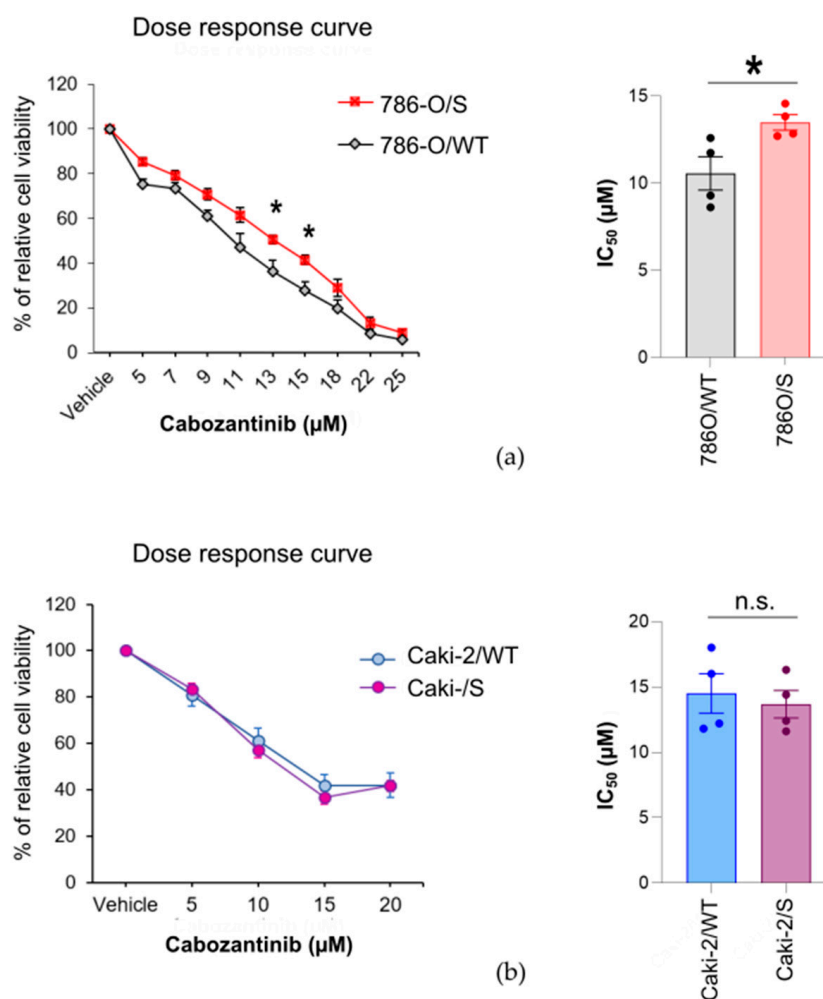 Dose response curve
% of relative cell viability
120
100
80
60
40
20
0
786-O/S
786-O/WT
*
*
Vehicle
5
7
9
11
13
15
18
22
25
Cabozantinib (µM)
*
IC50 (µM)
15
10
5
0
786O/WT
786O/S
(a)
Dose response curve
% of relative cell viability
120
100
80
60
40
20
0
Caki-2/WT
Caki-/S
Vehicle
5
10
15
20
Cabozantinib (µM)
n.s.
IC50 (µM)
20
15
10
5
0
Caki-2/WT
Caki-2/S
(b)